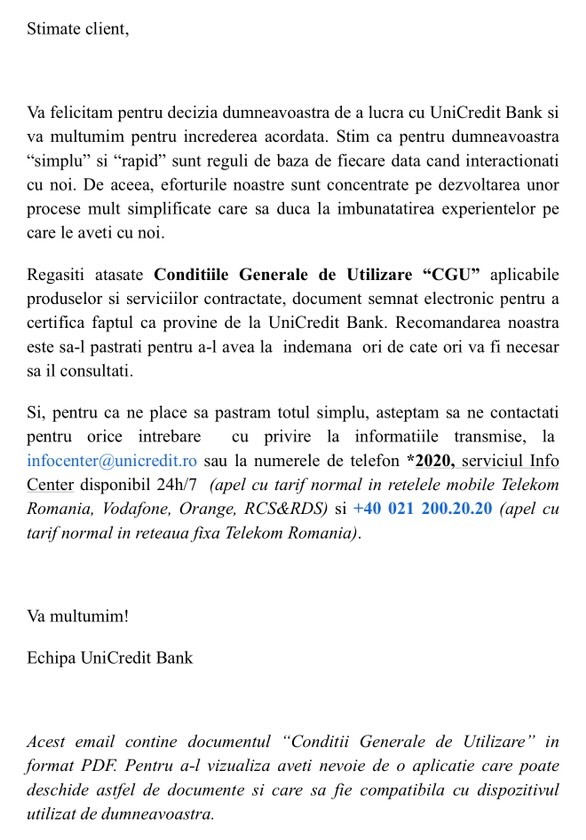 Stimate client,
Va felicitam pentru decizia dumneavoastra de a lucra cu UniCredit Bank si
va multumim pentru increderea acordata. Stim ca pentru dumneavoastra
“simplu” si “rapid” sunt reguli de baza de fiecare data cand interactionati
cu noi. De aceea, eforturile noastre sunt concentrate pe dezvoltarea unor
procese mult simplificate care sa duca la imbunatatirea experientelor pe
care le aveti cu noi.
Regasiti atasate Conditiile Generale de Utilizare “CGU” aplicabile
produselor si serviciilor contractate, document semnat electronic pentru a
certifica faptul ca provine de la UniCredit Bank. Recomandarea noastra
este sa-l pastrati pentru a-l avea la indemana ori de cate ori va fi necesar
sa il consultati.
Si, pentru ca ne place sa pastram totul simplu, asteptam sa ne contactati
pentru orice intrebare cu privire la informatiile transmise, la
infocenter@unicredit.ro sau la numerele de telefon *2020, serviciul Info
Center disponibil 24h/7 (apel cu tarif normal in retelele mobile Telekom
Romania, Vodafone, Orange, RCS&RDS) si +40 021 200.20.20 (apel cu
tarif normal in reteaua fixa Telekom Romania).
Va multumim!
Echipa UniCredit Bank
Acest email contine documentul “Conditii Generale de Utilizare” in
format PDF. Pentru a-l vizualiza aveti nevoie de o aplicatie care poate
deschide astfel de documente si care sa fie compatibila cu dispozitivul
utilizat de dumneavoastra.